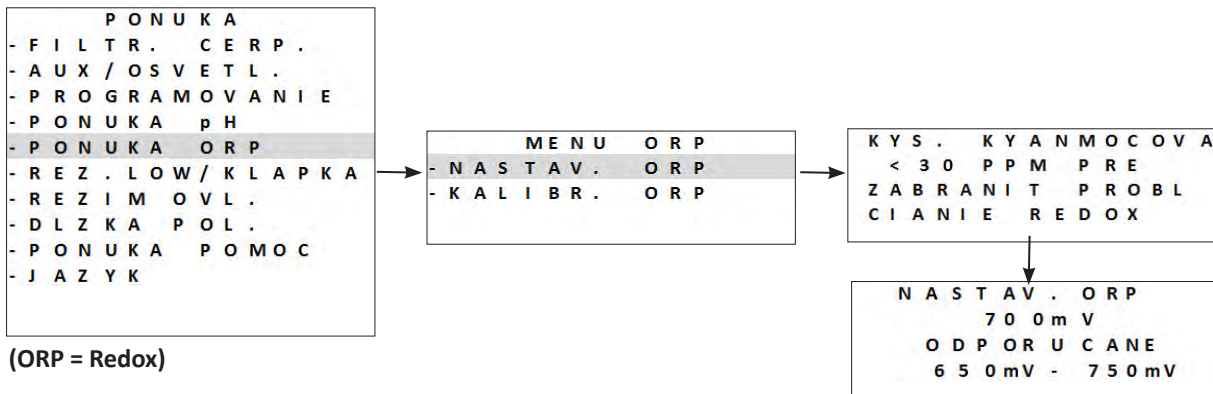 PONUKA
-FILTR. CERP.
-AUX/OSVETL.
-PROGRAMOVANIE
-PONUKA pH
-PONUKA ORP
-REZ.LOW/KLAPKA
-REZIM OVL.
-DLZKA POL.
-PONUKA POMOC
-JAZYK
(ORP = Redox)
MENU ORP
-NASTAV. ORP
-KALIBR. ORP
KYS. KYANMOCOVA
<30 PPM PRE
ZABRANIT PROBL
CIANIE REDOX
NASTAV. ORP
700mV
ODPORUCANE
650mV- 750mV